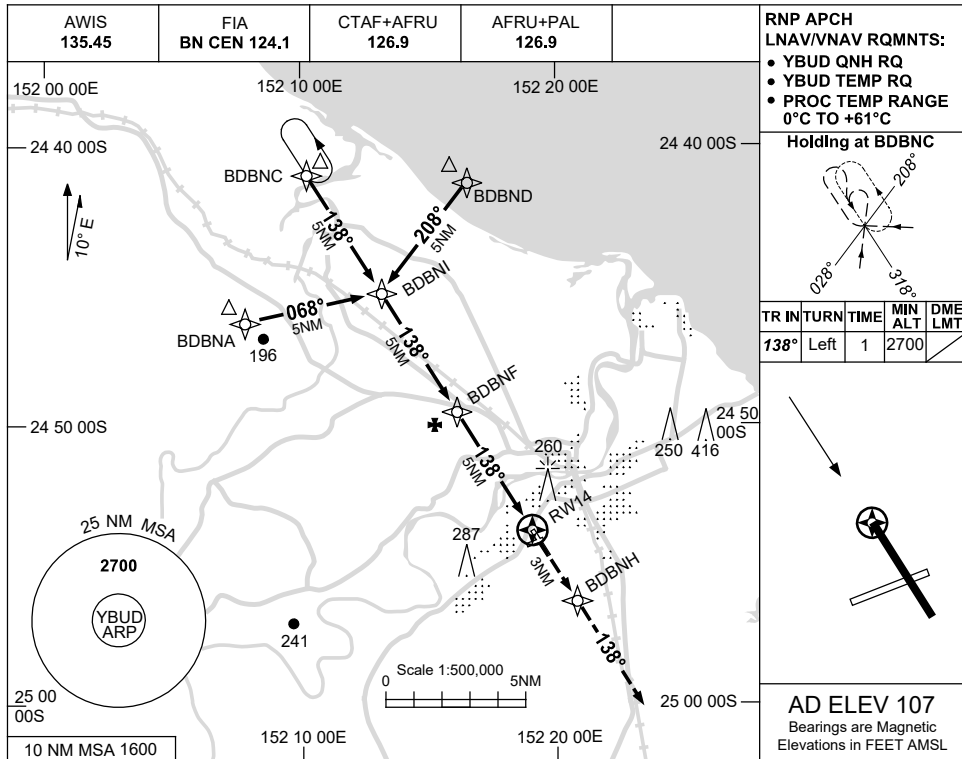 AWIS
135.45
FIA
BN CEN 124.1
CTAF+AFRU
126.9
AFRU+PAL
126.9
RNP APCH
LNAV/VNAV RQMNTS:
• YBUD QNH RQ
• YBUD TEMP RQ
• PROC TEMP RANGE
0°C TO +61°C
Holding at BDBNC
208°
028°
318°
TR IN TURN TIME MIN ALT DME LMT
138° Left 1 2700
152 00 00E
152 10 00E
152 20 00E
24 40 00S
24 40 00S
10° E
BDBNC
BDBND
138°
5NM
208°
5NM
BDBNI
068°
5NM
BDBNA
196
138°
5NM
BDBNF
24 50 00S
24 50
00S
138°
5NM
260
250
416
RW14
287
3NM
BDBNH
138°
25 NM MSA
2700
YBUD
ARP
241
Scale 1:500,000
0
5NM
25 00
00S
25 00 00S
10 NM MSA 1600
152 10 00E
152 20 00E
AD ELEV 107
Bearings are Magnetic
Elevations in FEET AMSL